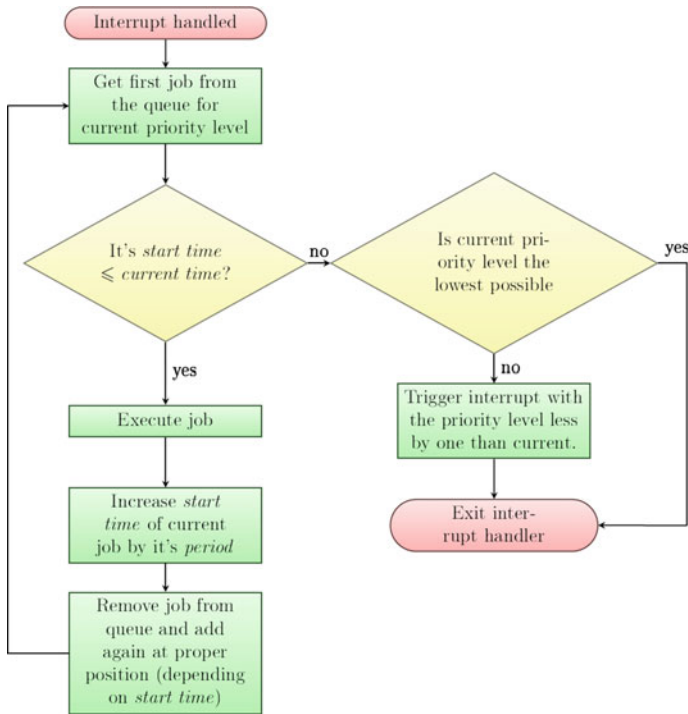 Interrupt handled
Get first job from
the queue for
current priority level
It's start time
⩽ current time?
no
Is current pri-
ority level the
lowest possible
yes
yes
no
Execute job
Trigger interrupt with
the priority level less
by one than current.
Increase start
time of current
job by it's period
Exit inter-
rupt handler
Remove job from
queue and add
again at proper
position (depending
on start time)